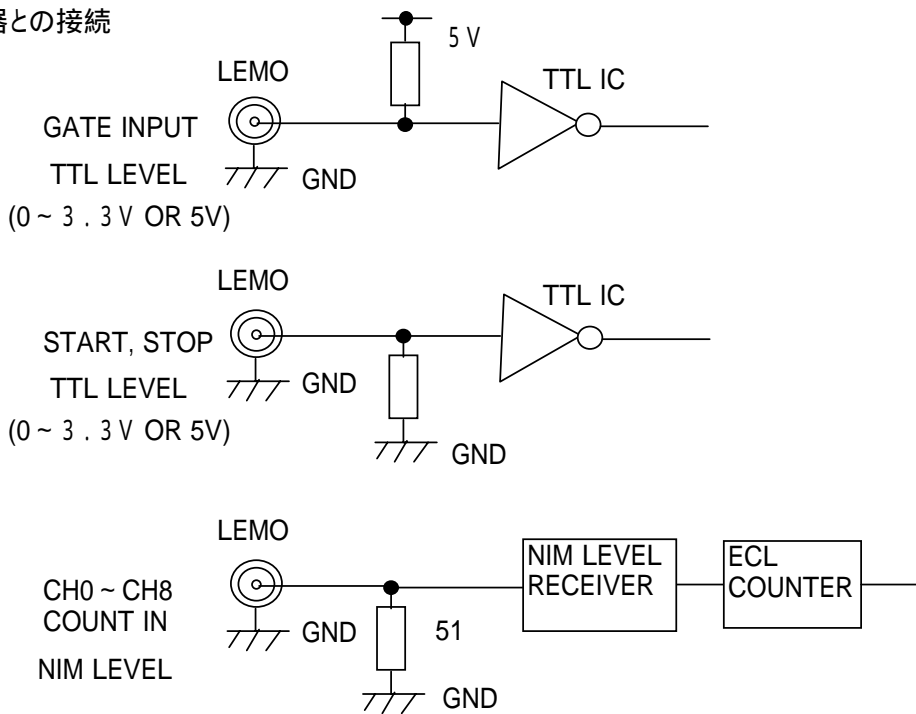 器との接続
5 V
LEMO
TTL IC
GATE INPUT
TTL LEVEL
GND
(0 ~ 3 . 3 V OR 5V)
LEMO
TTL IC
START, STOP
TTL LEVEL
GND
(0 ~ 3 . 3 V OR 5V)
GND
LEMO
NIM LEVEL
RECEIVER
ECL
COUNTER
CH0 ~ CH8
COUNT IN
GND
51
NIM LEVEL
GND